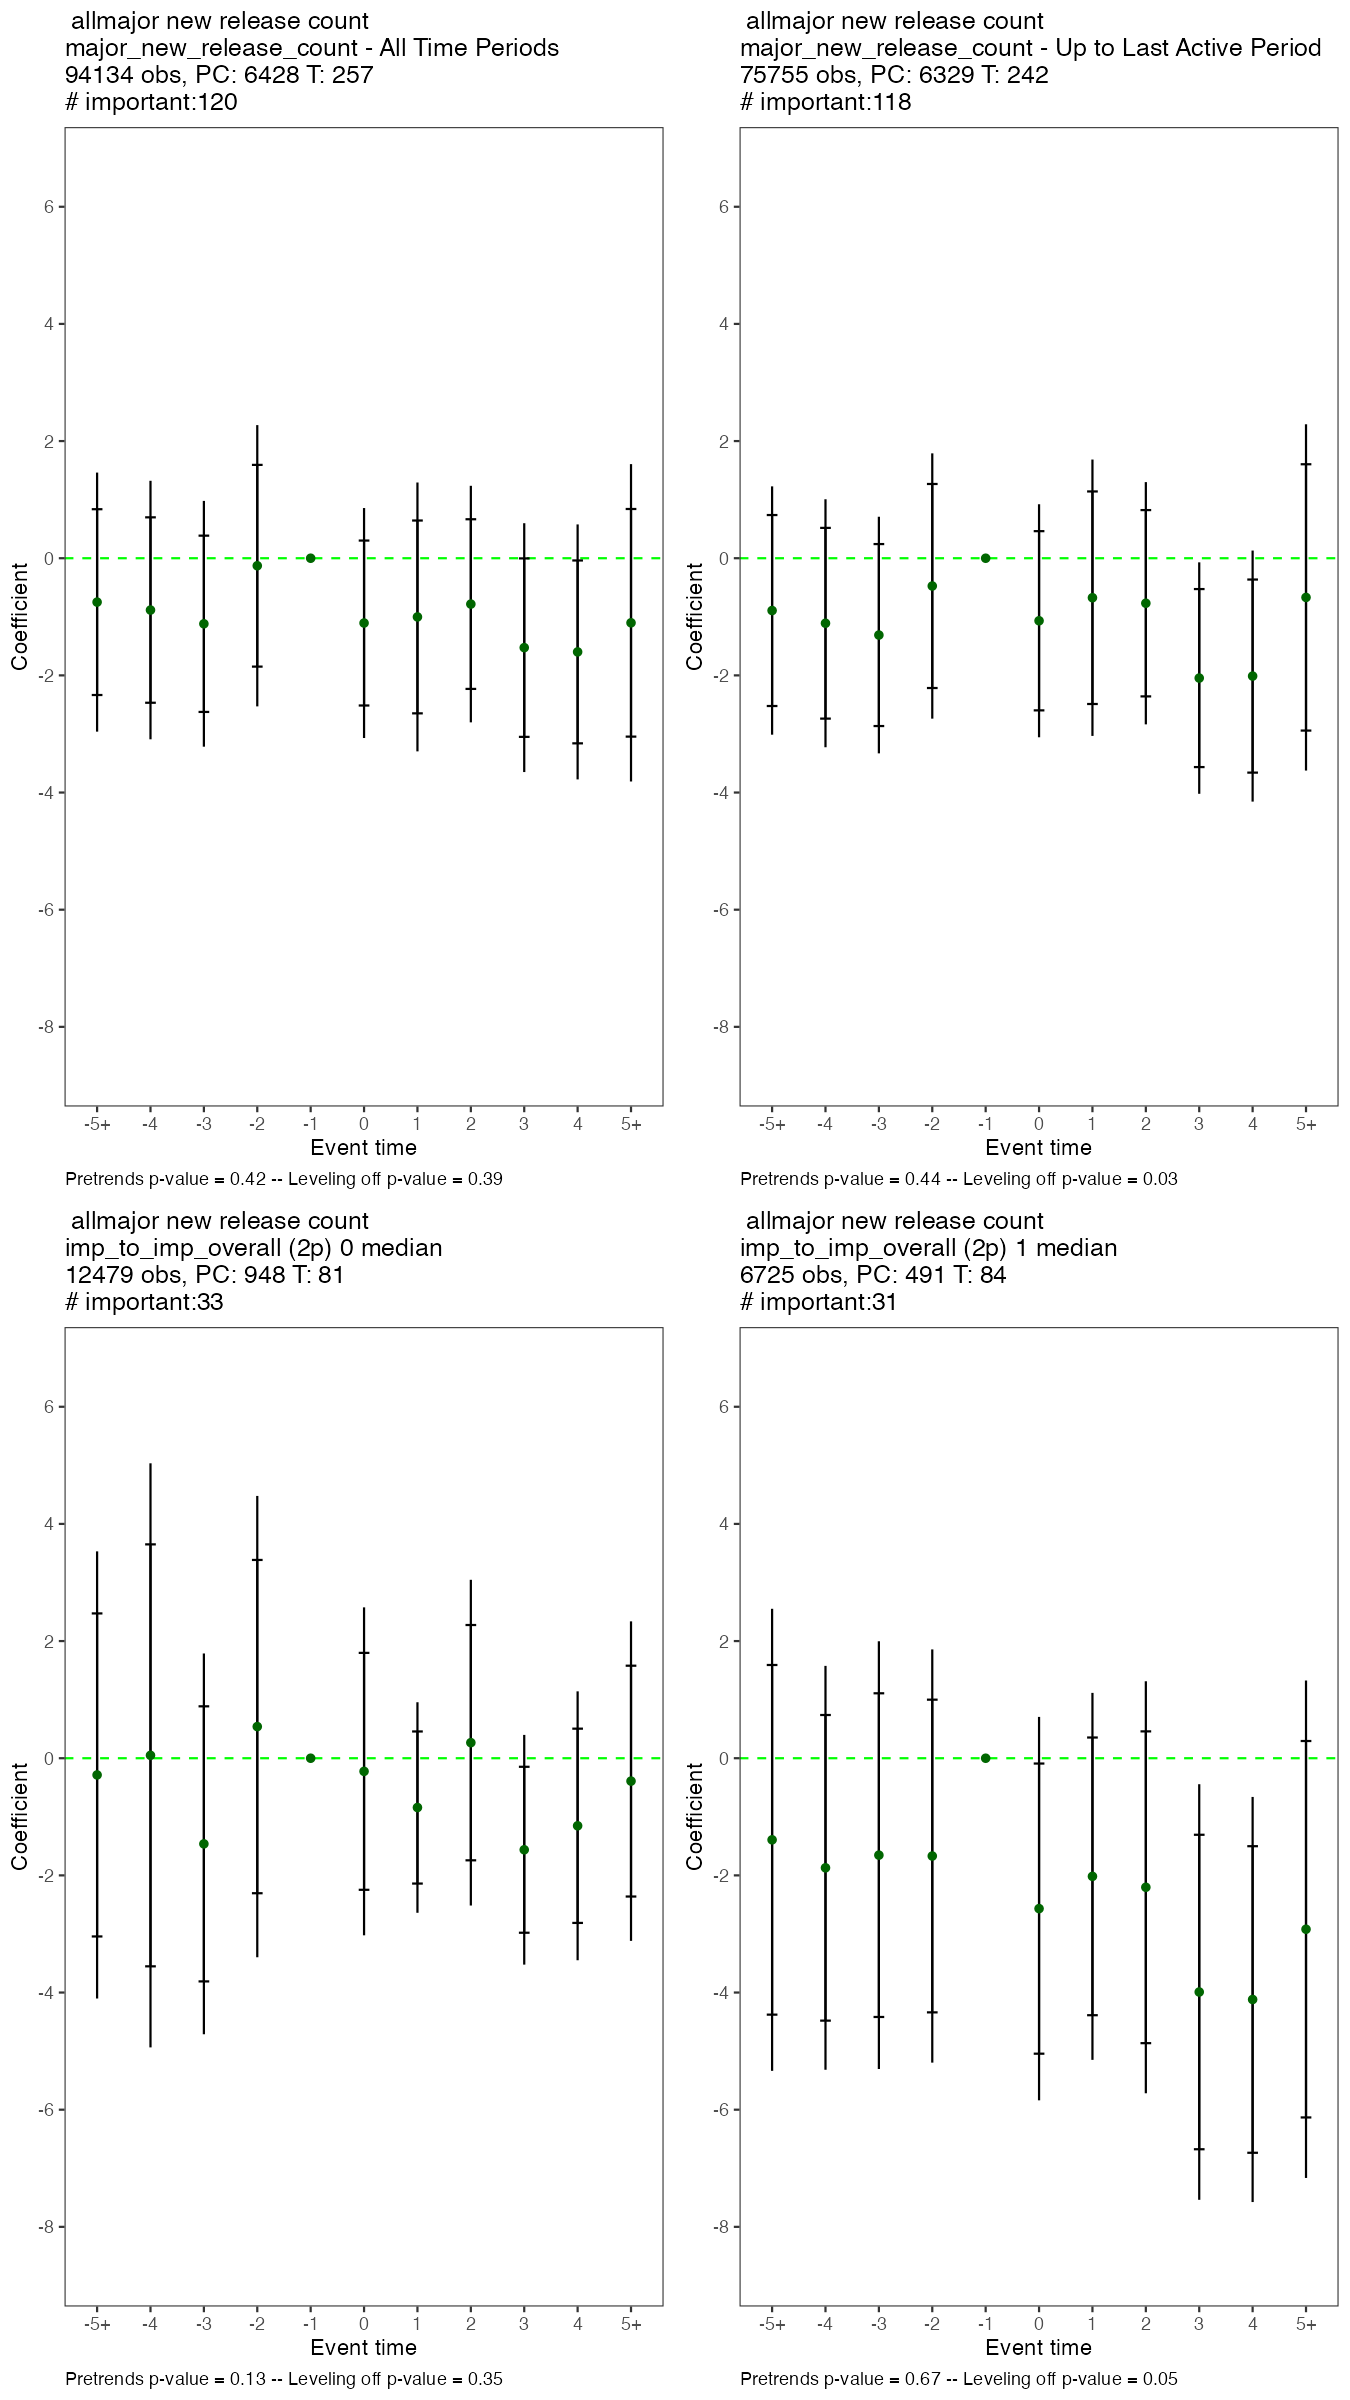 allmajor new release count
major_new_release_count - All Time Periods
94134 obs, PC: 6428 T: 257
# important:120
6
4
2
0
-2
-4
-6
-8
Coefficient
-5+ -4 -3 -2 -1 0 1 2 3 4 5+
Event time
Pretrends p-value = 0.42 -- Leveling off p-value = 0.39
allmajor new release count
major_new_release_count - Up to Last Active Period
75755 obs, PC: 6329 T: 242
# important:118
6
4
2
0
-2
-4
-6
-8
Coefficient
-5+ -4 -3 -2 -1 0 1 2 3 4 5+
Event time
Pretrends p-value = 0.44 -- Leveling off p-value = 0.03
allmajor new release count
imp_to_imp_overall (2p) 0 median
12479 obs, PC: 948 T: 81
# important:33
6
4
2
0
-2
-4
-6
-8
Coefficient
-5+ -4 -3 -2 -1 0 1 2 3 4 5+
Event time
Pretrends p-value = 0.13 -- Leveling off p-value = 0.35
allmajor new release count
imp_to_imp_overall (2p) 1 median
6725 obs, PC: 491 T: 84
# important:31
6
4
2
0
-2
-4
-6
-8
Coefficient
-5+ -4 -3 -2 -1 0 1 2 3 4 5+
Event time
Pretrends p-value = 0.67 -- Leveling off p-value = 0.05